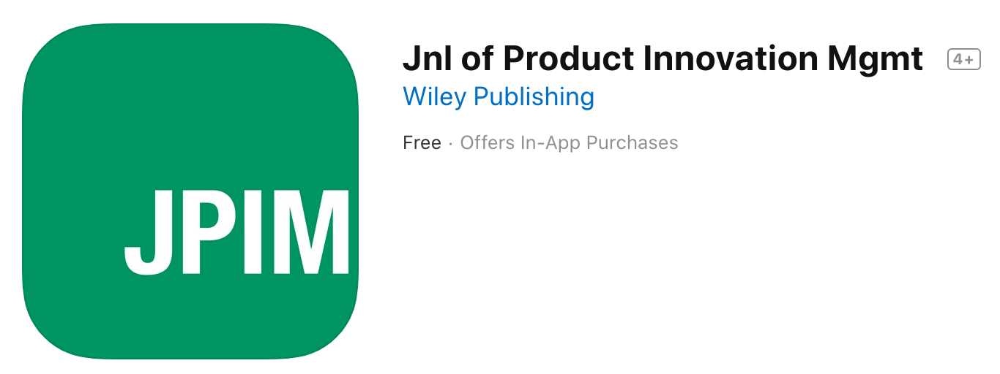 JPIM
Jnl of Product Innovation Mgmt 4+
Wiley Publishing
Free · Offers In-App Purchases